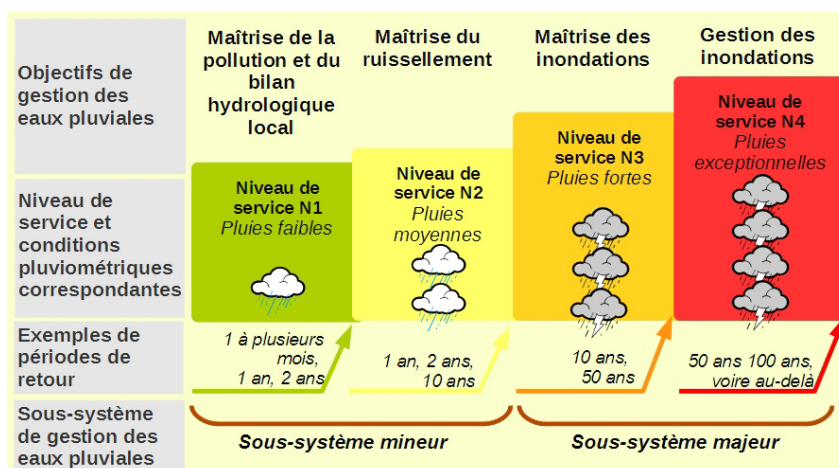 Objectifs de
gestion des
eaux pluviales
Maîtrise de la
pollution et du
bilan
hydrologique
local
Maîtrise du
ruissellement
Maîtrise des
inondations
Gestion des
inondations
Niveau de
service et
conditions
pluviométriques
correspondantes
Niveau de
service N1
Pluies faibles
Niveau de
service N2
Pluies
moyennes
Niveau de
service N3
Pluies fortes
Niveau de
service N4
Pluies
exceptionnelles
Exemples de
périodes de
retour
1 à plusieurs
mois,
1 an, 2 ans
1 an, 2 ans,
10 ans
10 ans,
50 ans
50 ans 100 ans,
voire au-delà
Sous-système
de gestion des
eaux pluviales
Sous-système mineur
Sous-système majeur